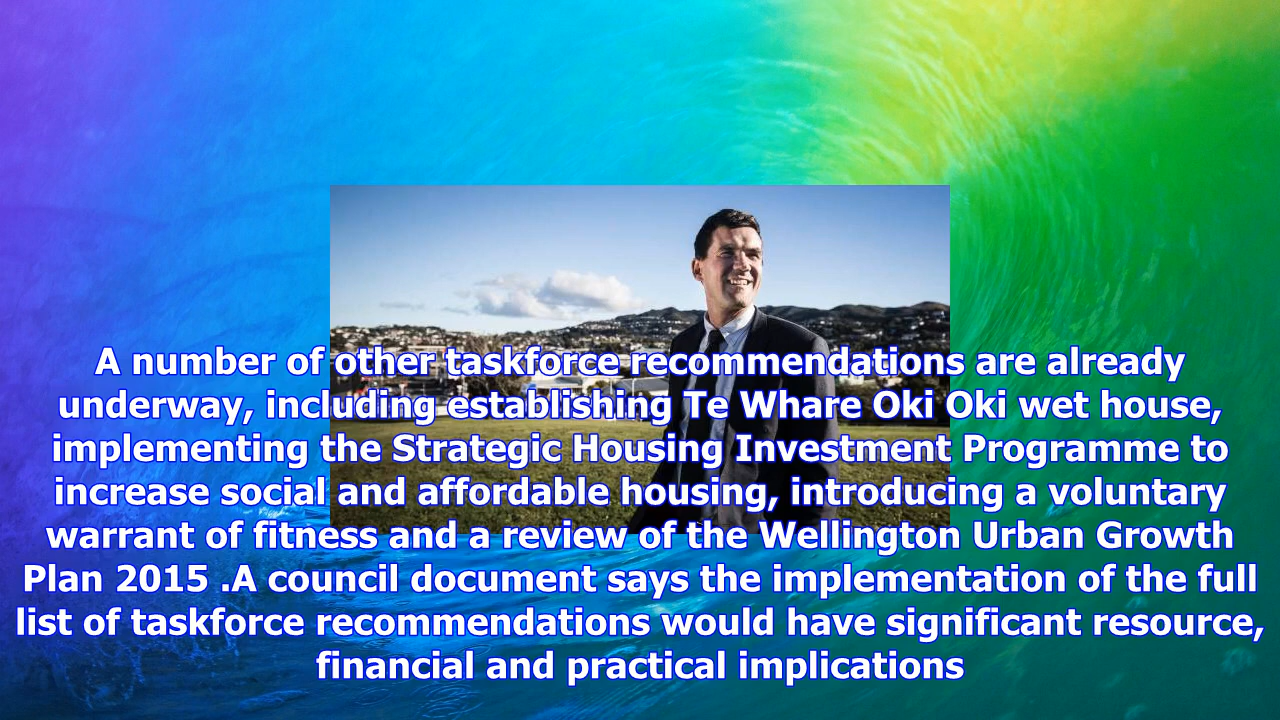 A number of other taskforce recommendations are already
underway, including establishing Te Whare Oki Oki wet house,
implementing the Strategic Housing Investment Programme to
increase social and affordable housing, introducing a voluntary
warrant of fitness and a review of the Wellington Urban Growth
Plan 2015 .A council document says the implementation of the full
list of taskforce recommendations would have significant resource,
financial and practical implications